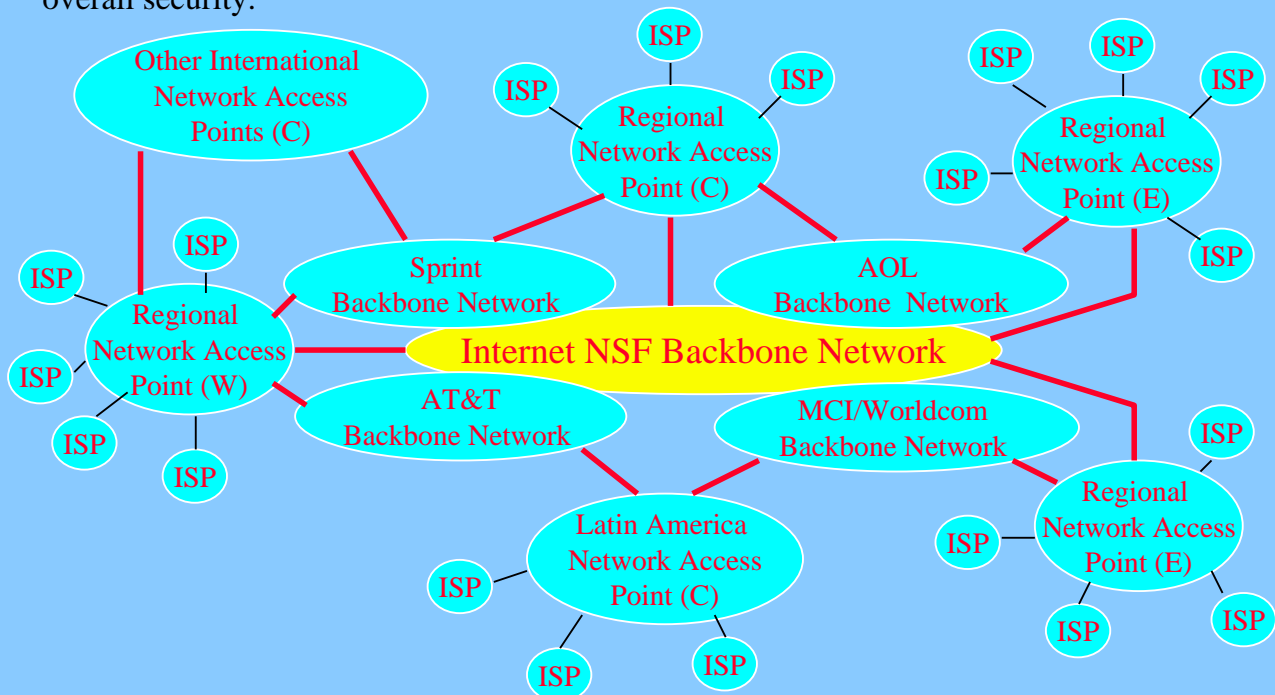 overall security.
ISP
ISP
ISP
Other International
Network Access
Points (C)
ISP
ISP
ISP
Regional
Network Access
Point (C)
ISP
ISP
ISP
Regional
Network Access
Point (E)
ISP
ISP
ISP
ISP
Regional
Network Access
Point (W)
ISP
ISP
ISP
Sprint
Backbone Network
AOL
Backbone Network
Internet NSF Backbone Network
AT&T
Backbone Network
MCI/Worldcom
Backbone Network
Latin America
Network Access
Point (C)
ISP
ISP
ISP
Regional
Network Access
Point (E)
ISP
ISP
ISP
ISP